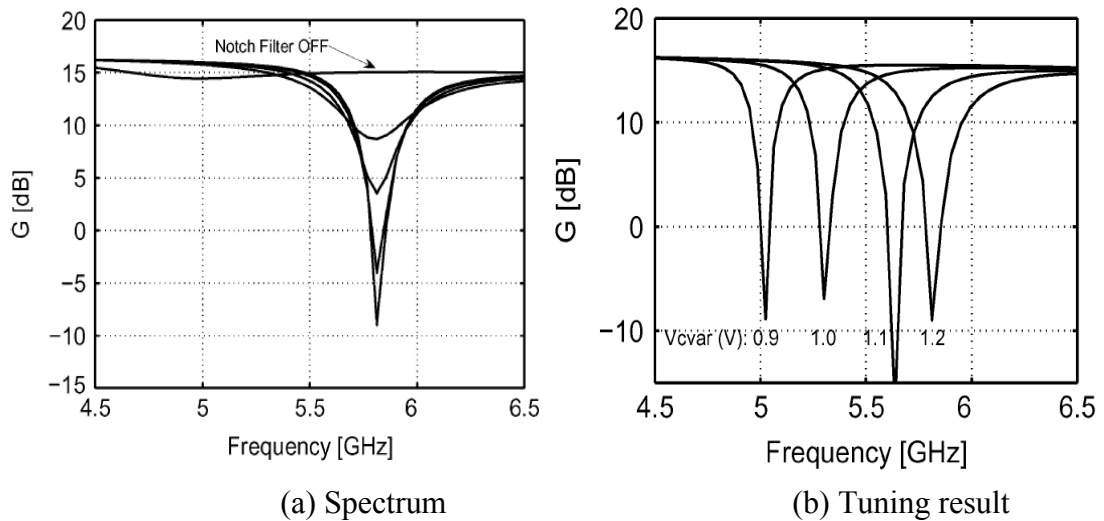 20
15
10
5
0
−5
−10
−15
4.5 5 5.5 6 6.5
G [dB]
Frequency [GHz]
Notch Filter OFF
(a) Spectrum
20
10
0
−10
4.5 5 5.5 6 6.5
G [dB]
Frequency [GHz]
Vcvar (V): 0.9 1.0 1.1 1.2
(b) Tuning result